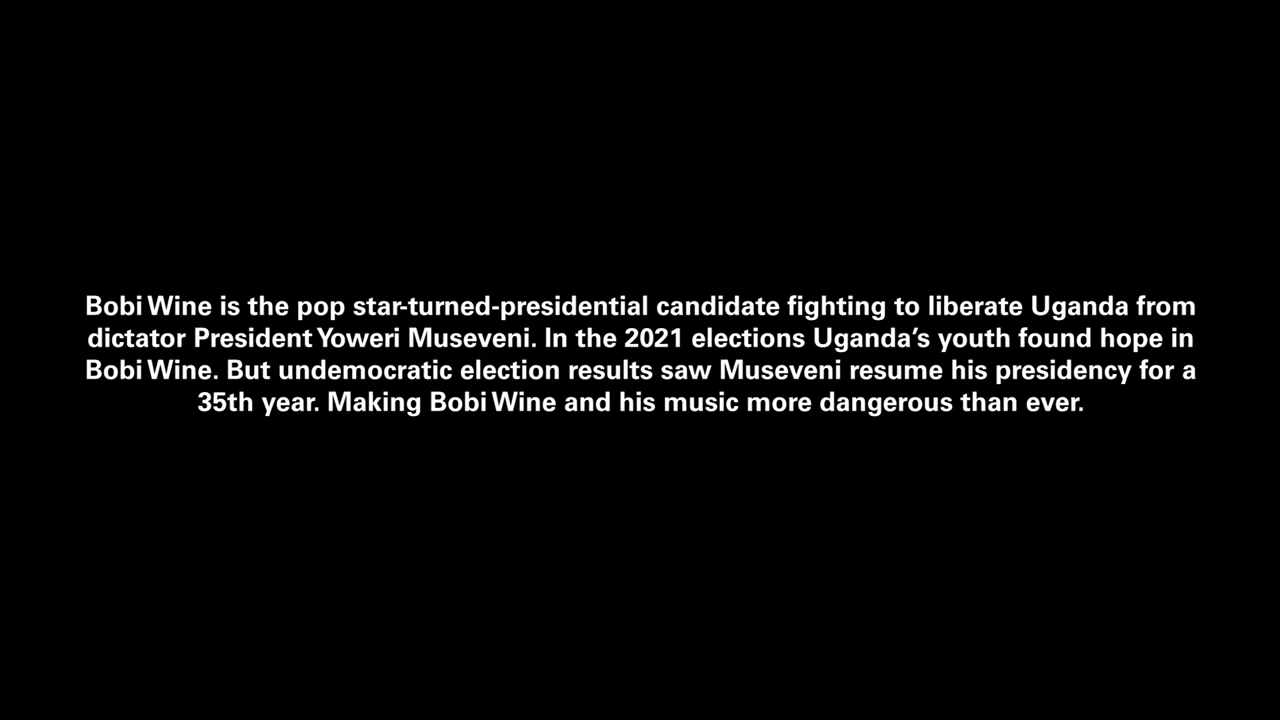 Bobi Wine is the pop star-turned-presidential candidate fighting to liberate Uganda from
dictator President Yoweri Museveni. In the 2021 elections Uganda’s youth found hope in
Bobi Wine. But undemocratic election results saw Museveni resume his presidency for a
35th year. Making Bobi Wine and his music more dangerous than ever.